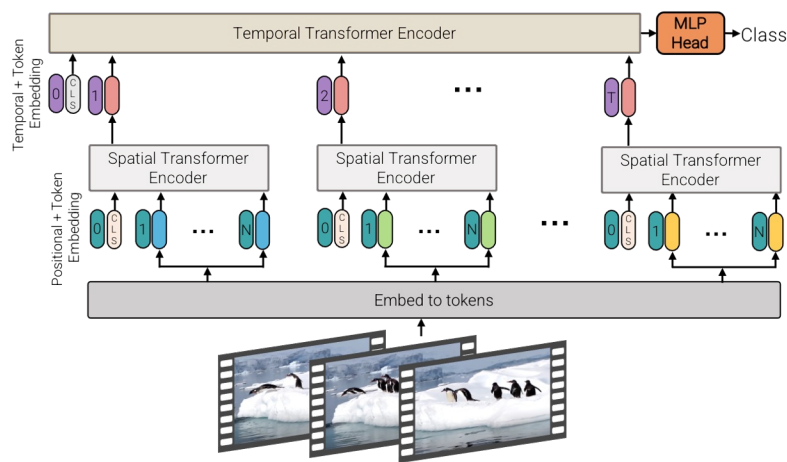 Temporal Transformer Encoder
MLP
Head
Class
Temporal + Token
Embedding
0
CLS
1
2
...
T
Spatial Transformer
Encoder
Spatial Transformer
Encoder
Spatial Transformer
Encoder
Positional + Token
Embedding
0
CLS
1
...
N
0
CLS
1
...
N
...
0
CLS
1
...
N
Embed to tokens